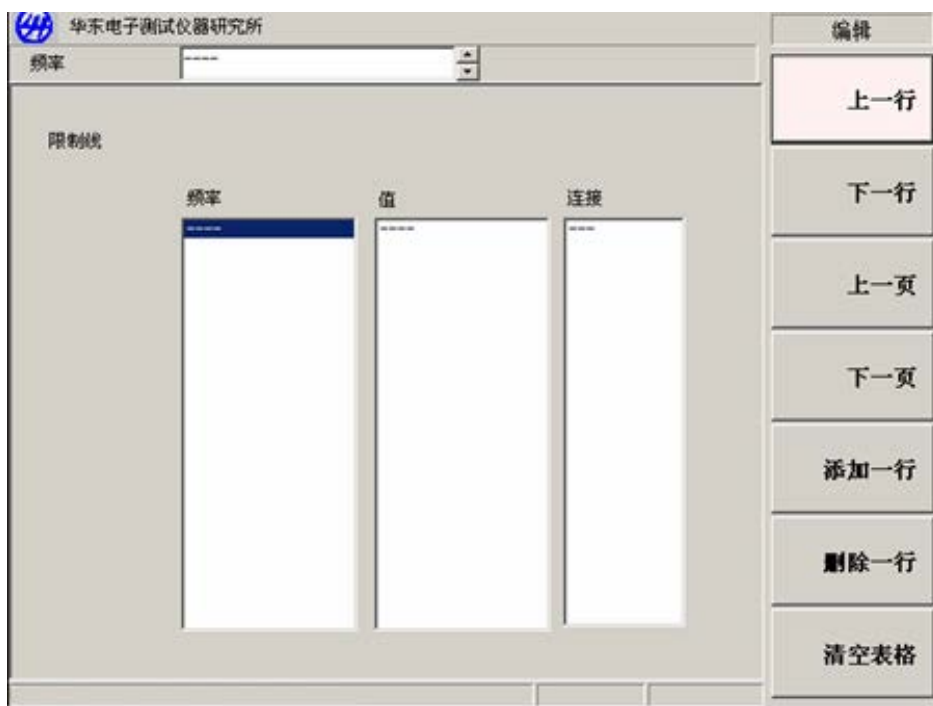 华东电子测试仪器研究所
编辑
频率
----
上一行
限制线
下一行
频率 值 连接
---- ---- ---
上一页
下一页
添加一行
删除一行
清空表格